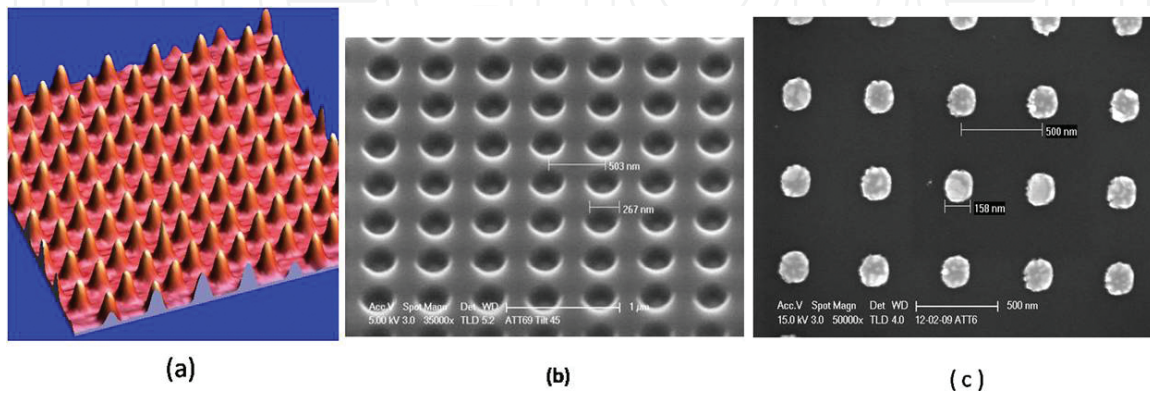 503 nm
267 nm
Acc.V Spot Magn Det WD 1 μm
5.00 kV 3.0 35000x TLD 5.2 ATT69 Tilt 45
500 nm
158 nm
Acc.V Spot Magn Det WD 500 nm
15.0 kV 3.0 50000x TLD 4.0 12-02-09 ATT6
(a)
(b)
( c )